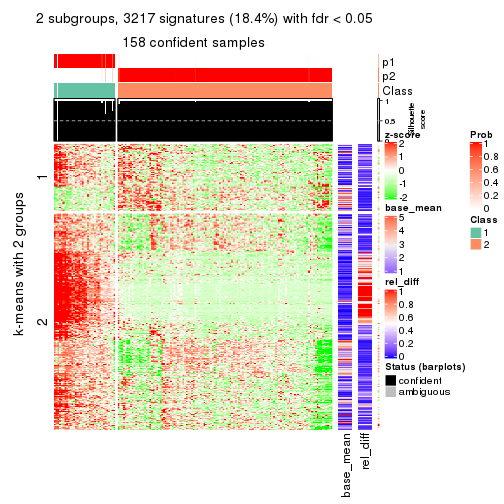 2 subgroups, 3217 signatures (18.4%) with fdr < 0.05
158 confident samples
p1
p2
Class
1
0.5
0
Silhouette
score
k-means with 2 groups
1
2
base_mean
rel_diff
z-score
2
1
0
-1
-2
base_mean
5
4
3
2
1
rel_diff
1
0.8
0.6
0.4
0.2
0
Status (barplots)
confident
ambiguous
Prob
1
0.8
0.6
0.4
0.2
0
Class
1
2